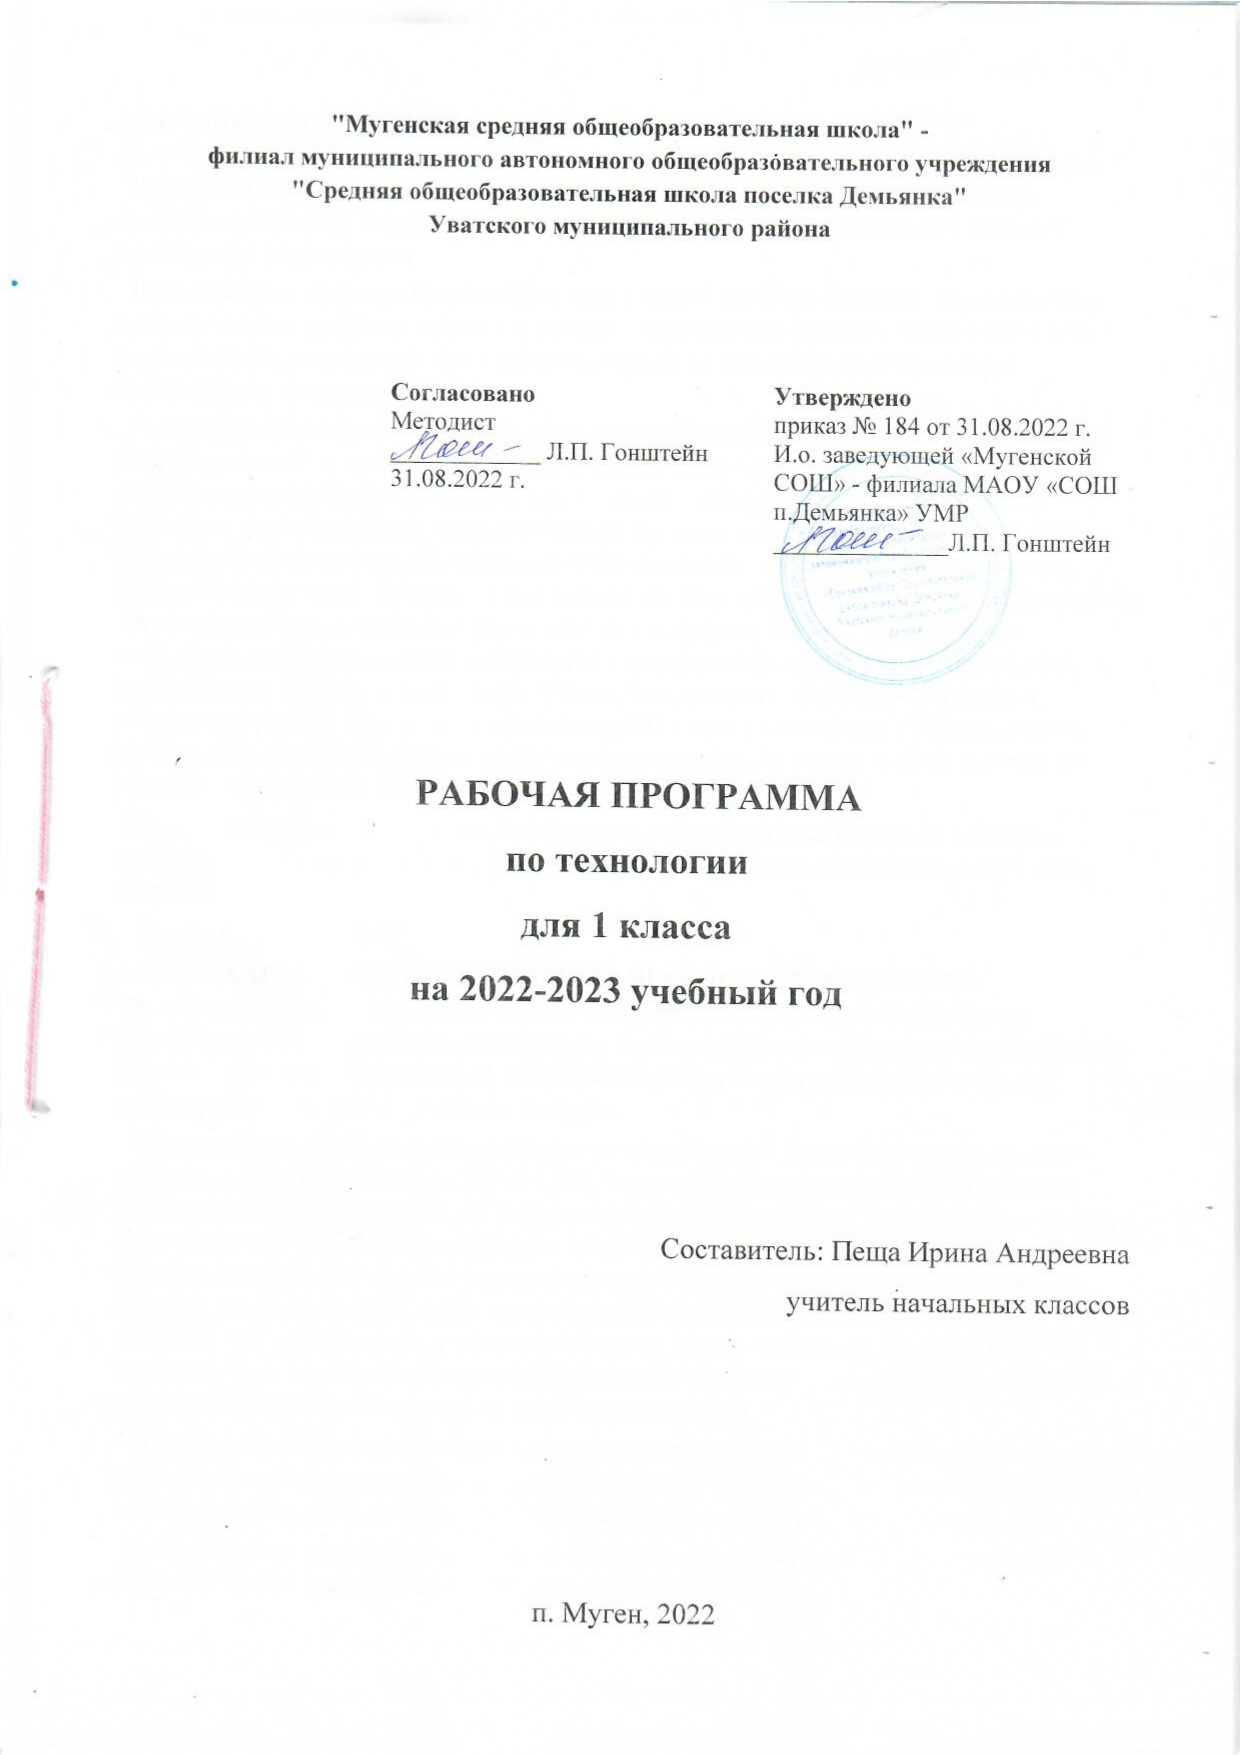 "Мугенская средняя общеобразовательная школа" -
филиал муниципального автономного общеобразовательного учреждения
"Средняя общеобразовательная школа поселка Демьянка"
Уватского муниципального района
Согласовано
Методист
Л.П. Гонштейн
31.08.2022 г.
Утверждено
приказ № 184 от 31.08.2022 г.
И.о. заведующей «Мугенской
СОШ» - филиала МАОУ «СОШ
п.Демьянка» УМР
Л.П. Гонштейн
РАБОЧАЯ ПРОГРАММА
по технологии
для 1 класса
на 2022-2023 учебный год
Составитель: Пеща Ирина Андреевна
учитель начальных классов
п. Муген, 2022